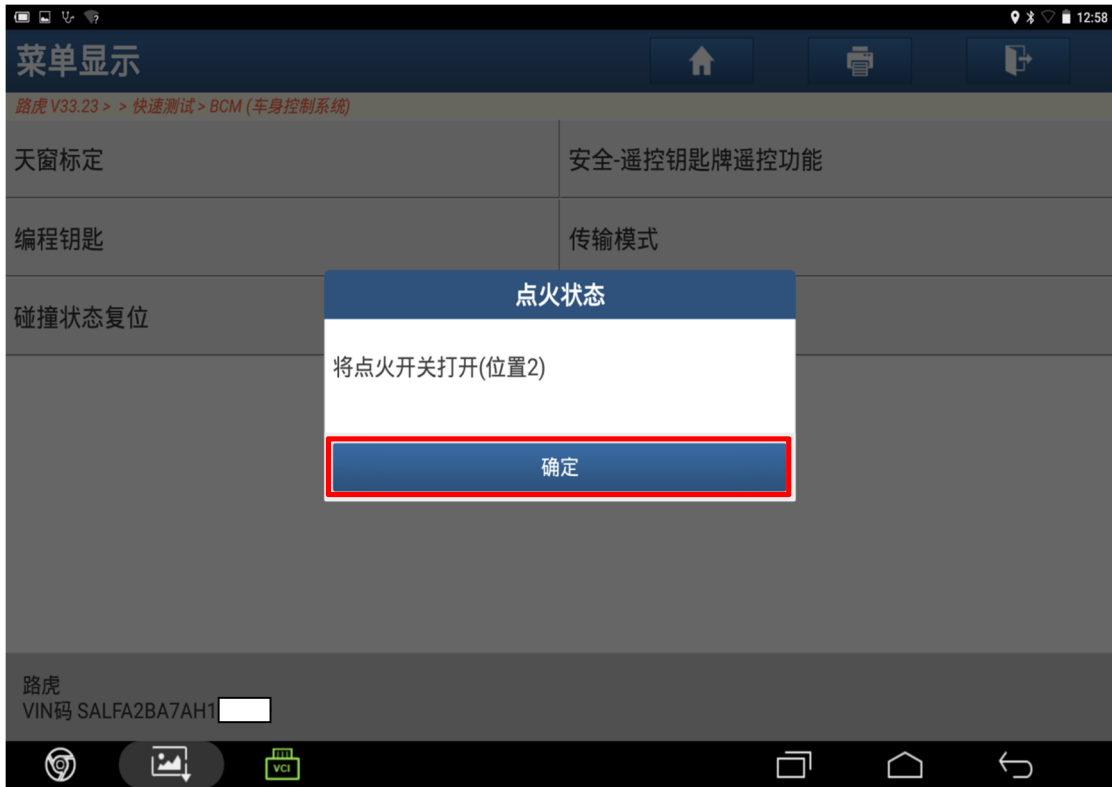 12:58
菜单显示
路虎 V33.23 > > 快速测试 > BCM (车身控制系统)
天窗标定
安全-遥控钥匙牌遥控功能
编程钥匙
传输模式
碰撞状态复位
点火状态
将点火开关打开(位置2)
确定
路虎
VIN码 SALFA2BA7AH1
VCI